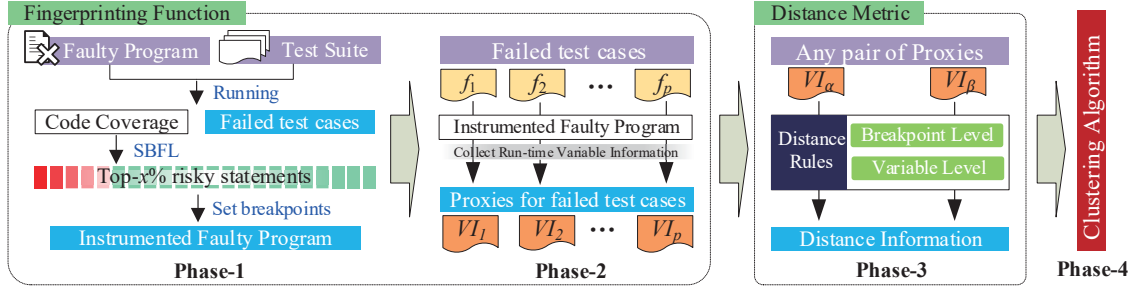 Fingerprinting Function
Faulty Program
Test Suite
Running
Code Coverage
Failed test cases
SBFL
Top-x% risky statements
Set breakpoints
Instrumented Faulty Program
Phase-1
Failed test cases
f1 f2 ··· fp
Instrumented Faulty Program
Collect Run-time Variable Information
Proxies for failed test cases
VI1 VI2 ··· VIp
Phase-2
Distance Metric
Any pair of Proxies
VIα VIβ
Distance
Rules
Breakpoint Level
Variable Level
Distance Information
Phase-3
Clustering Algorithm
Phase-4